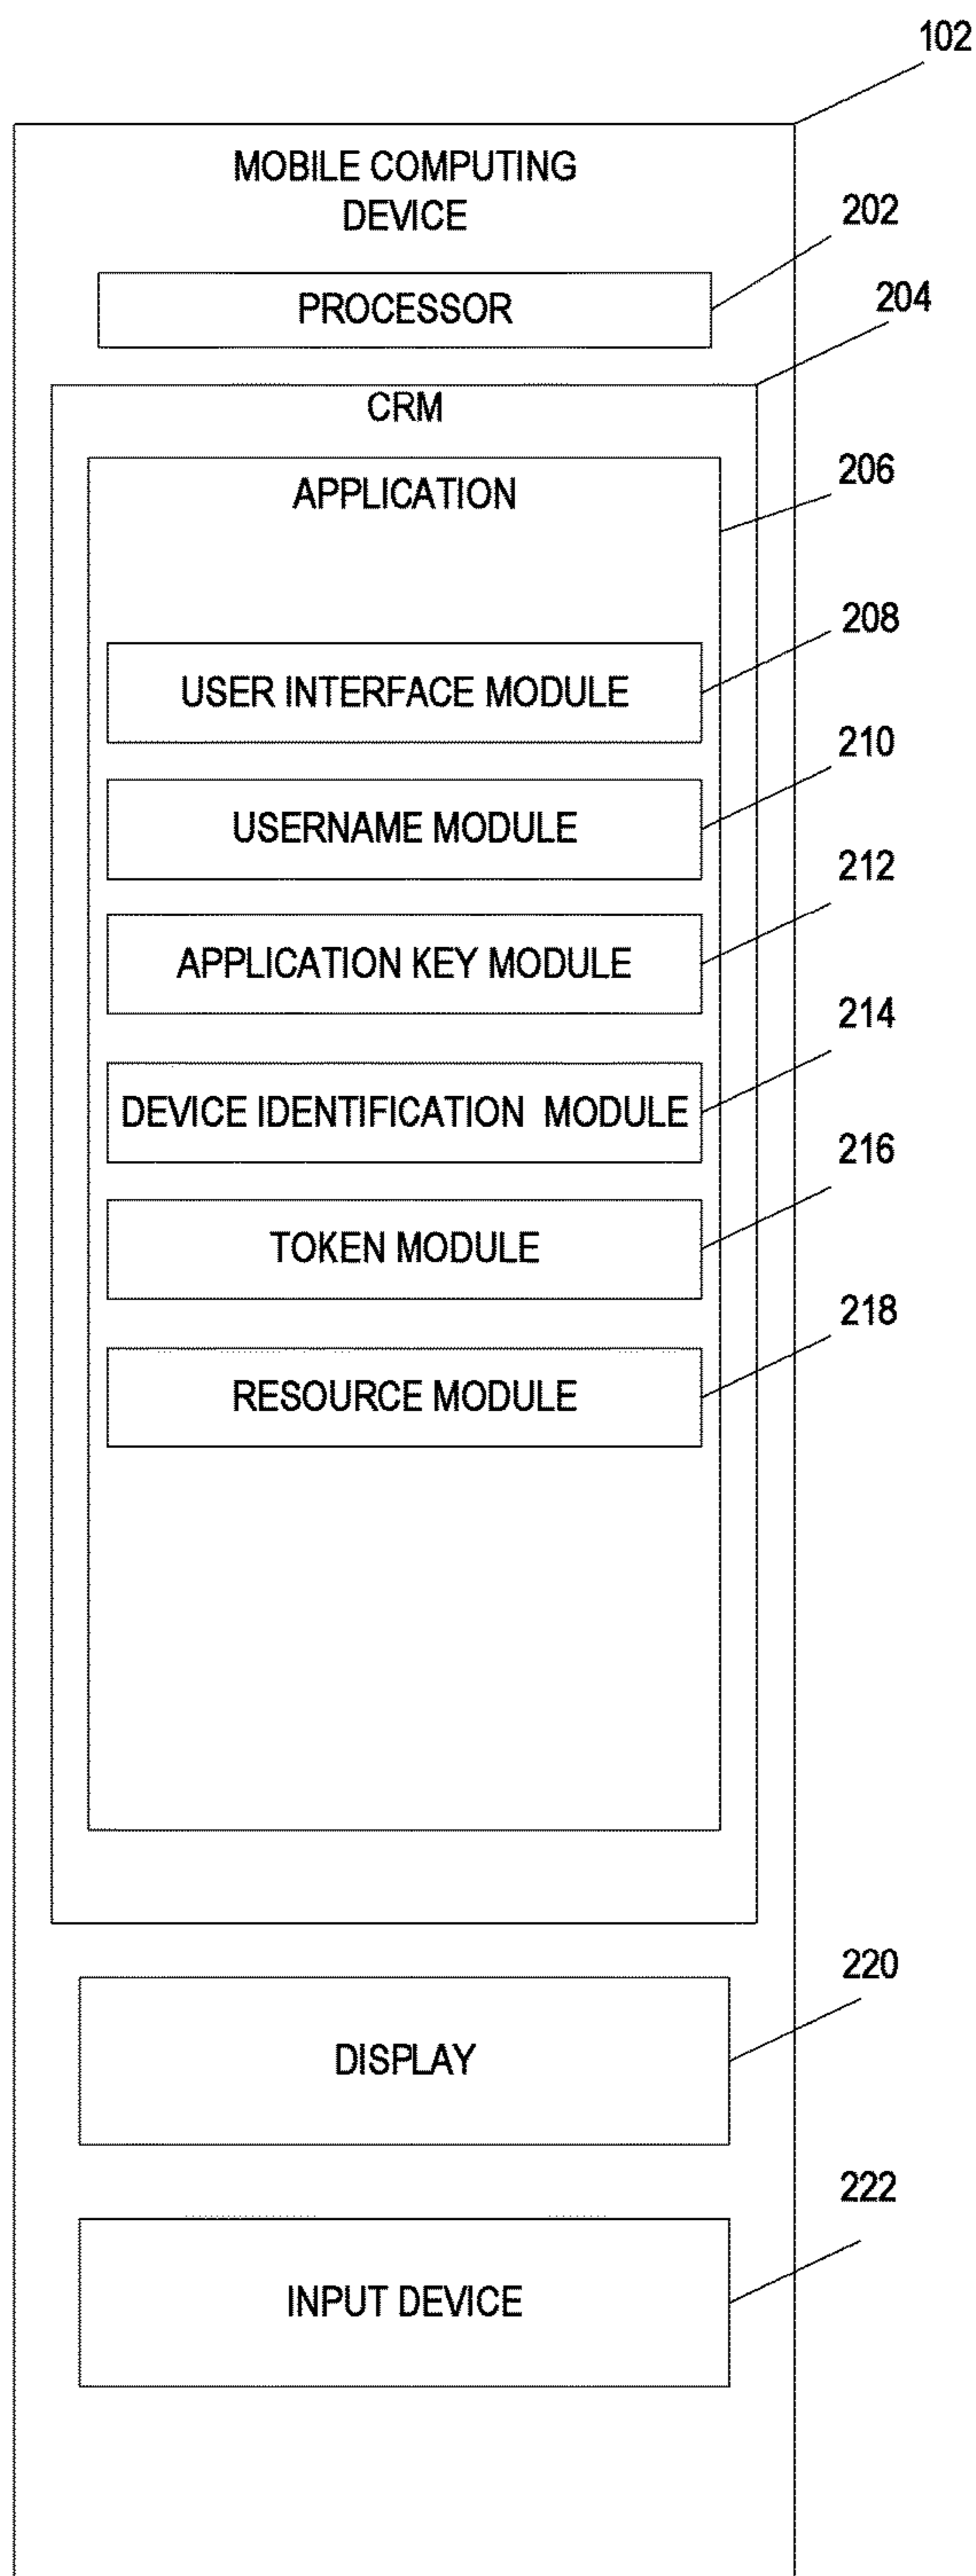 102
MOBILE COMPUTING
DEVICE
202
PROCESSOR
204
CRM
206
APPLICATION
208
USER INTERFACE MODULE
210
USERNAME MODULE
212
APPLICATION KEY MODULE
214
DEVICE IDENTIFICATION MODULE
216
TOKEN MODULE
218
RESOURCE MODULE
220
DISPLAY
222
INPUT DEVICE